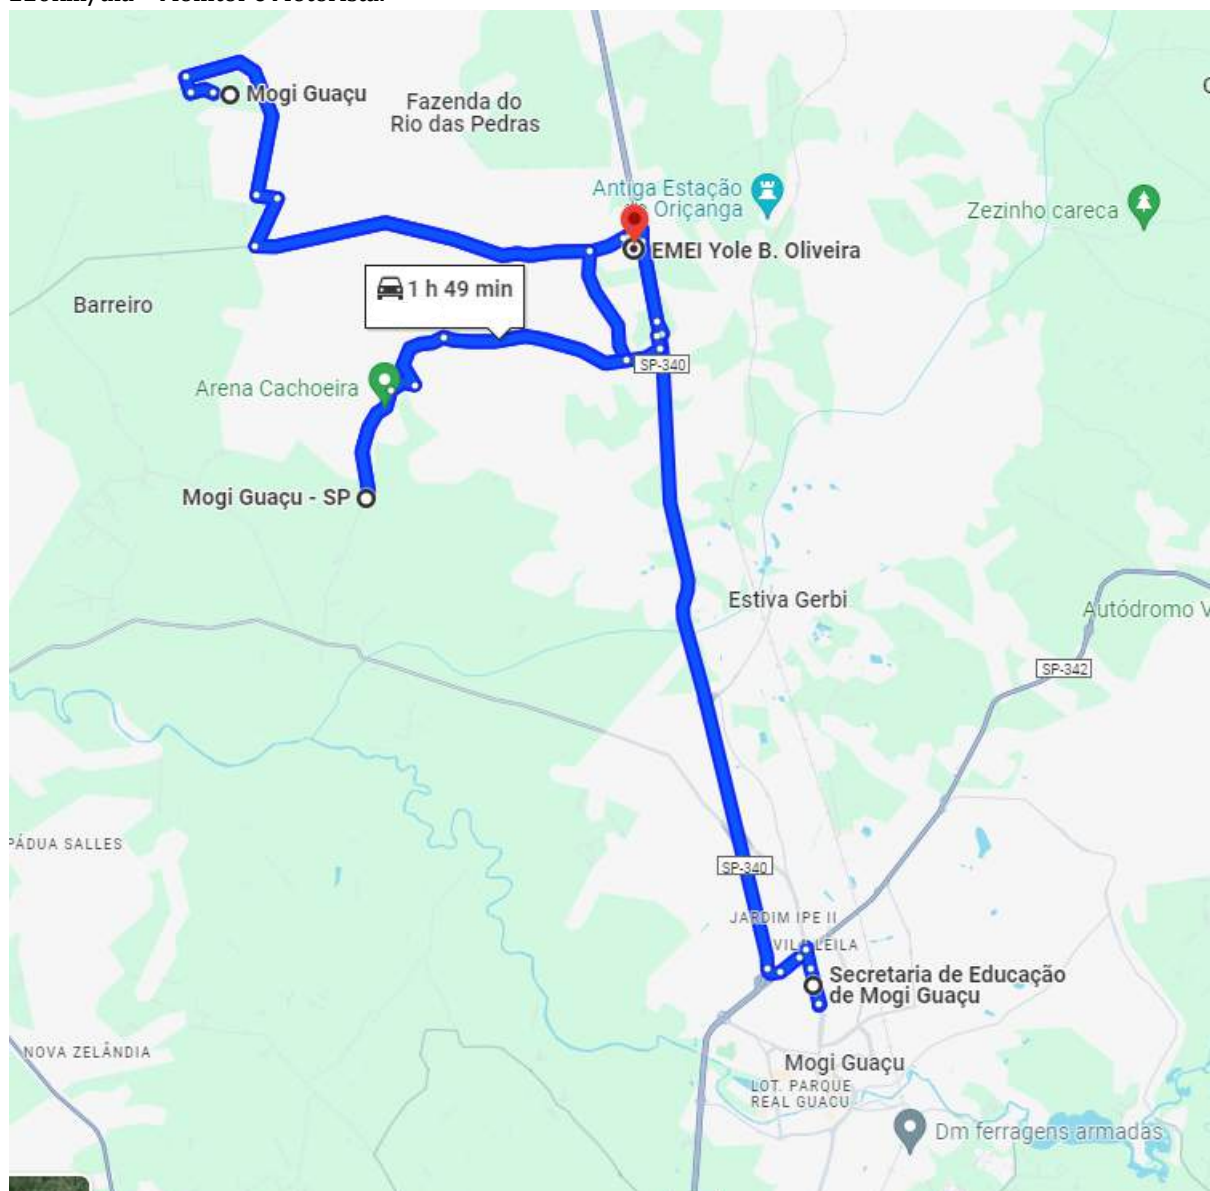 Mogi Guaçu
Fazenda do
Rio das Pedras
Antiga Estação
Oriçanga
Zezinho careca
EMEI Yole B. Oliveira
1 h 49 min
Barreiro
SP-340
Arena Cachoeira
Mogi Guaçu - SP
Estiva Gerbi
Autódromo V
SP-342
PÁDUA SALLES
SP-340
JARDIM IPE II
VILA LEILA
Secretaria de Educação
de Mogi Guaçu
NOVA ZELÂNDIA
Mogi Guaçu
LOT. PARQUE
REAL GUACU
Dm ferragens armadas